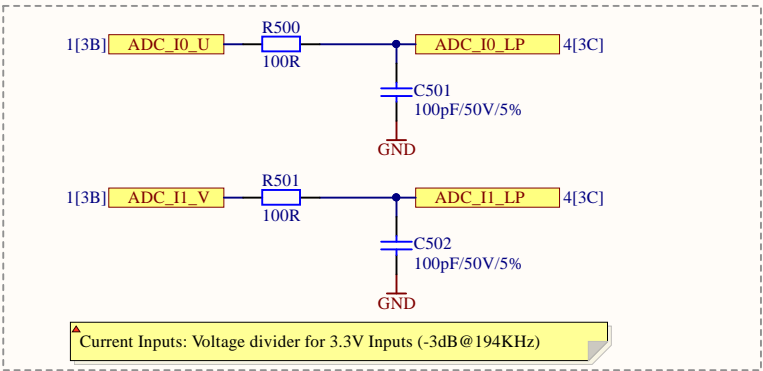 R500
1[3B] ADC_I0_U ADC_I0_LP 4[3C]
100R
C501
100pF/50V/5%
GND
R501
1[3B] ADC_I1_V ADC_I1_LP 4[3C]
100R
C502
100pF/50V/5%
GND
Current Inputs: Voltage divider for 3.3V Inputs (-3dB@194KHz)